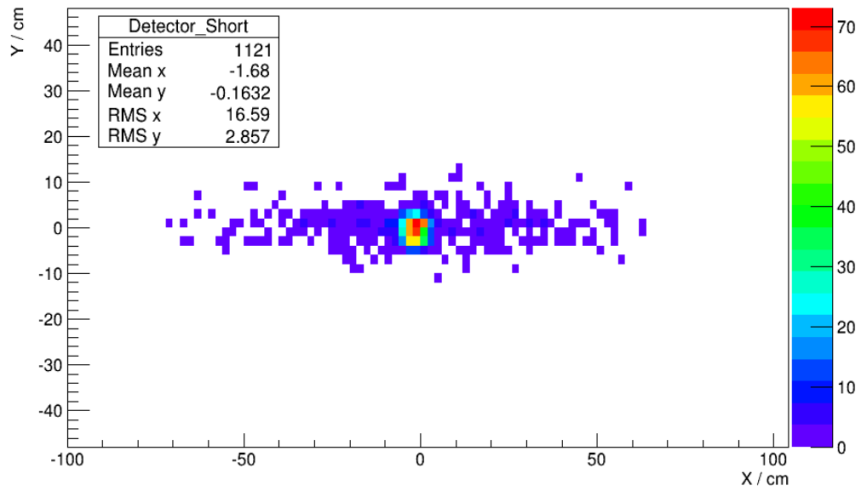 Detector_Short
Entries 1121
Mean x -1.68
Mean y -0.1632
RMS x 16.59
RMS y 2.857
Y / cm
40
30
20
10
0
-10
-20
-30
-40
-100 -50 0 50 100
X / cm
70
60
50
40
30
20
10
0